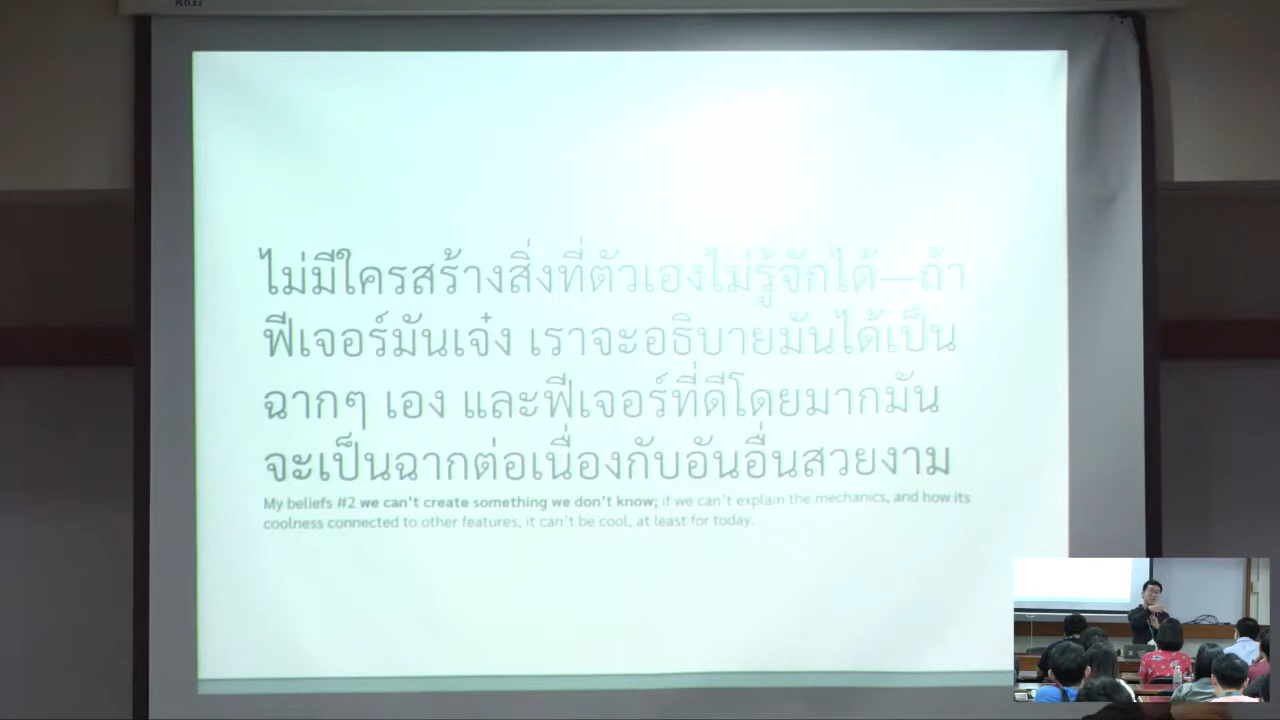 ไม่มีใครสร้างสิ่งที่ตัวเองไม่รู้จักได้—ถ้า
ฟีเจอร์มันเจ๋ง เราจะอธิบายมันได้เป็น
ฉากๆ เอง และฟีเจอร์ที่ดีโดยมากมัน
จะเป็นฉากต่อเนื่องกับอันอื่นสวยงาม
My beliefs #2 we can't create something we don't know; if we can't explain the mechanics, and how its
coolness connected to other features, it can't be cool, at least for today.